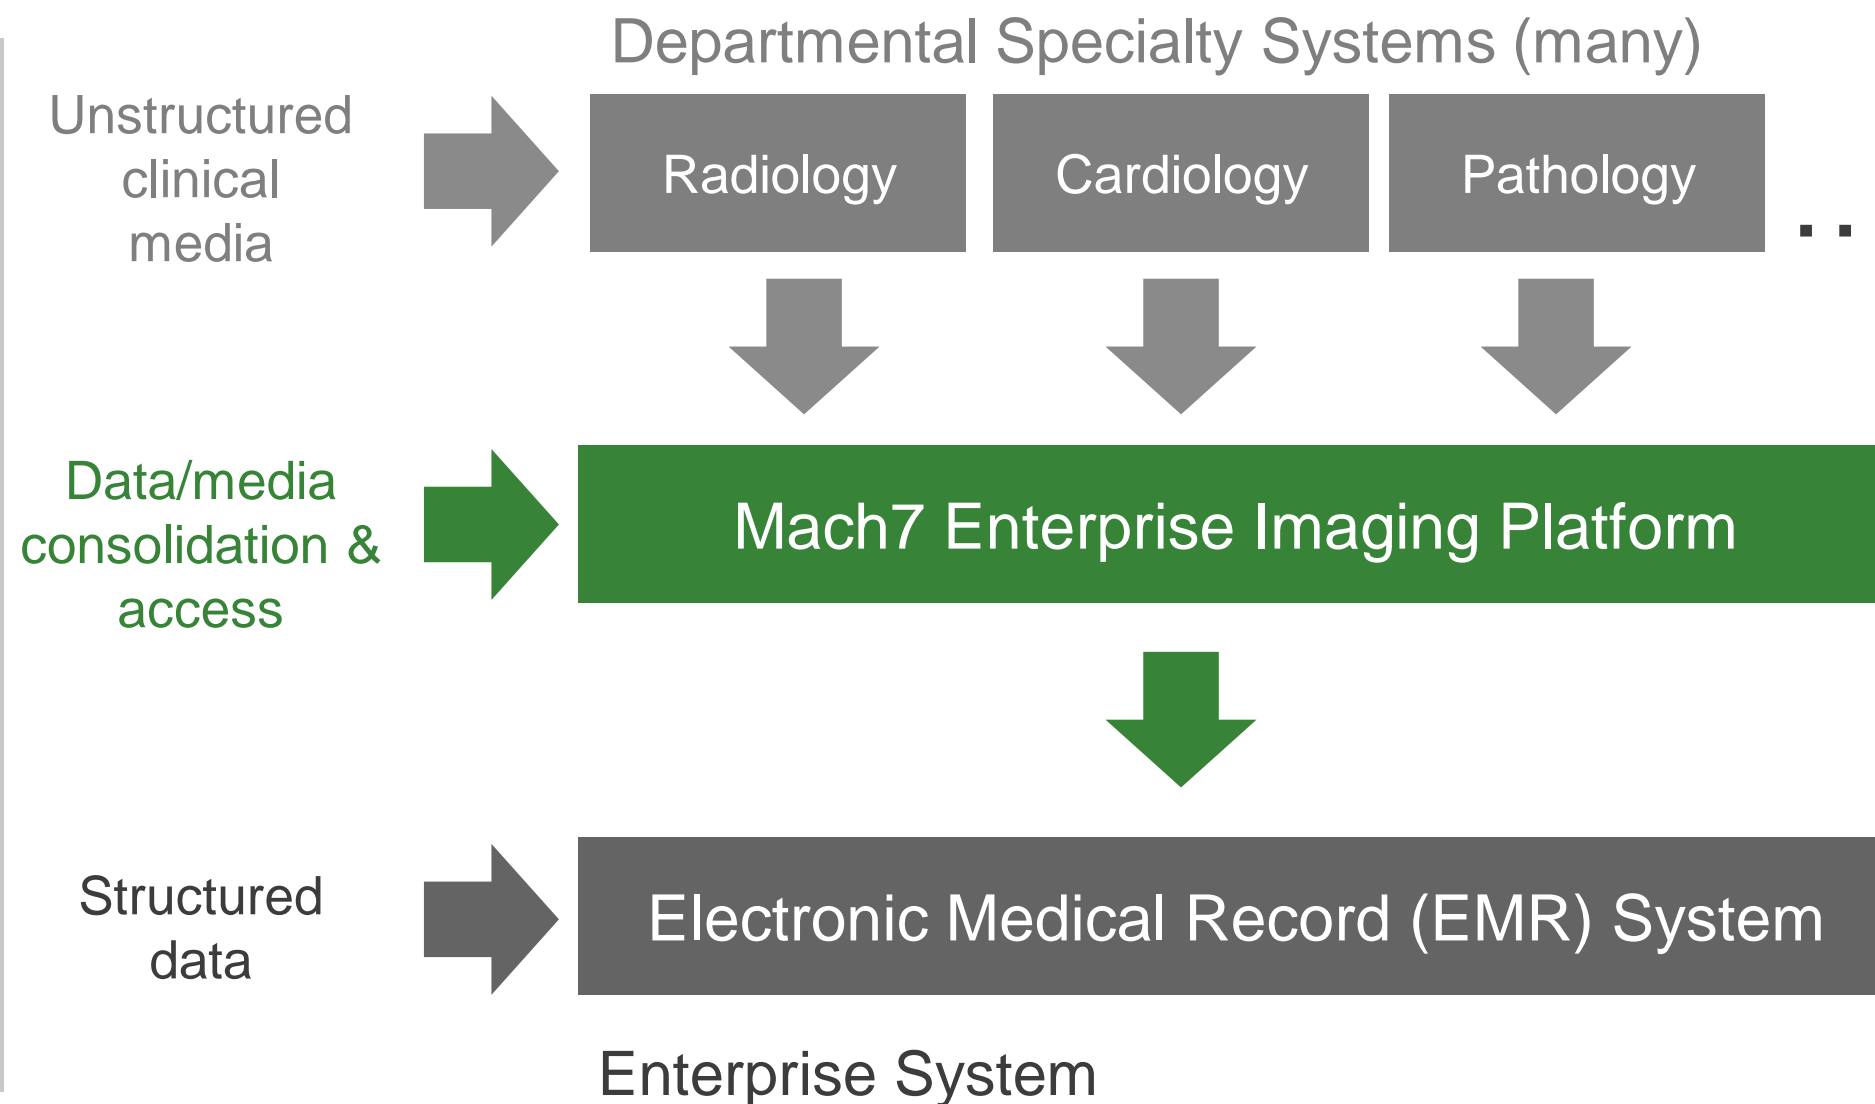 Departmental Specialty Systems (many)
Unstructured
clinical
media
Radiology
Cardiology
Pathology
. .
Data/media
consolidation &
access
Mach7 Enterprise Imaging Platform
Structured
data
Electronic Medical Record (EMR) System
Enterprise System